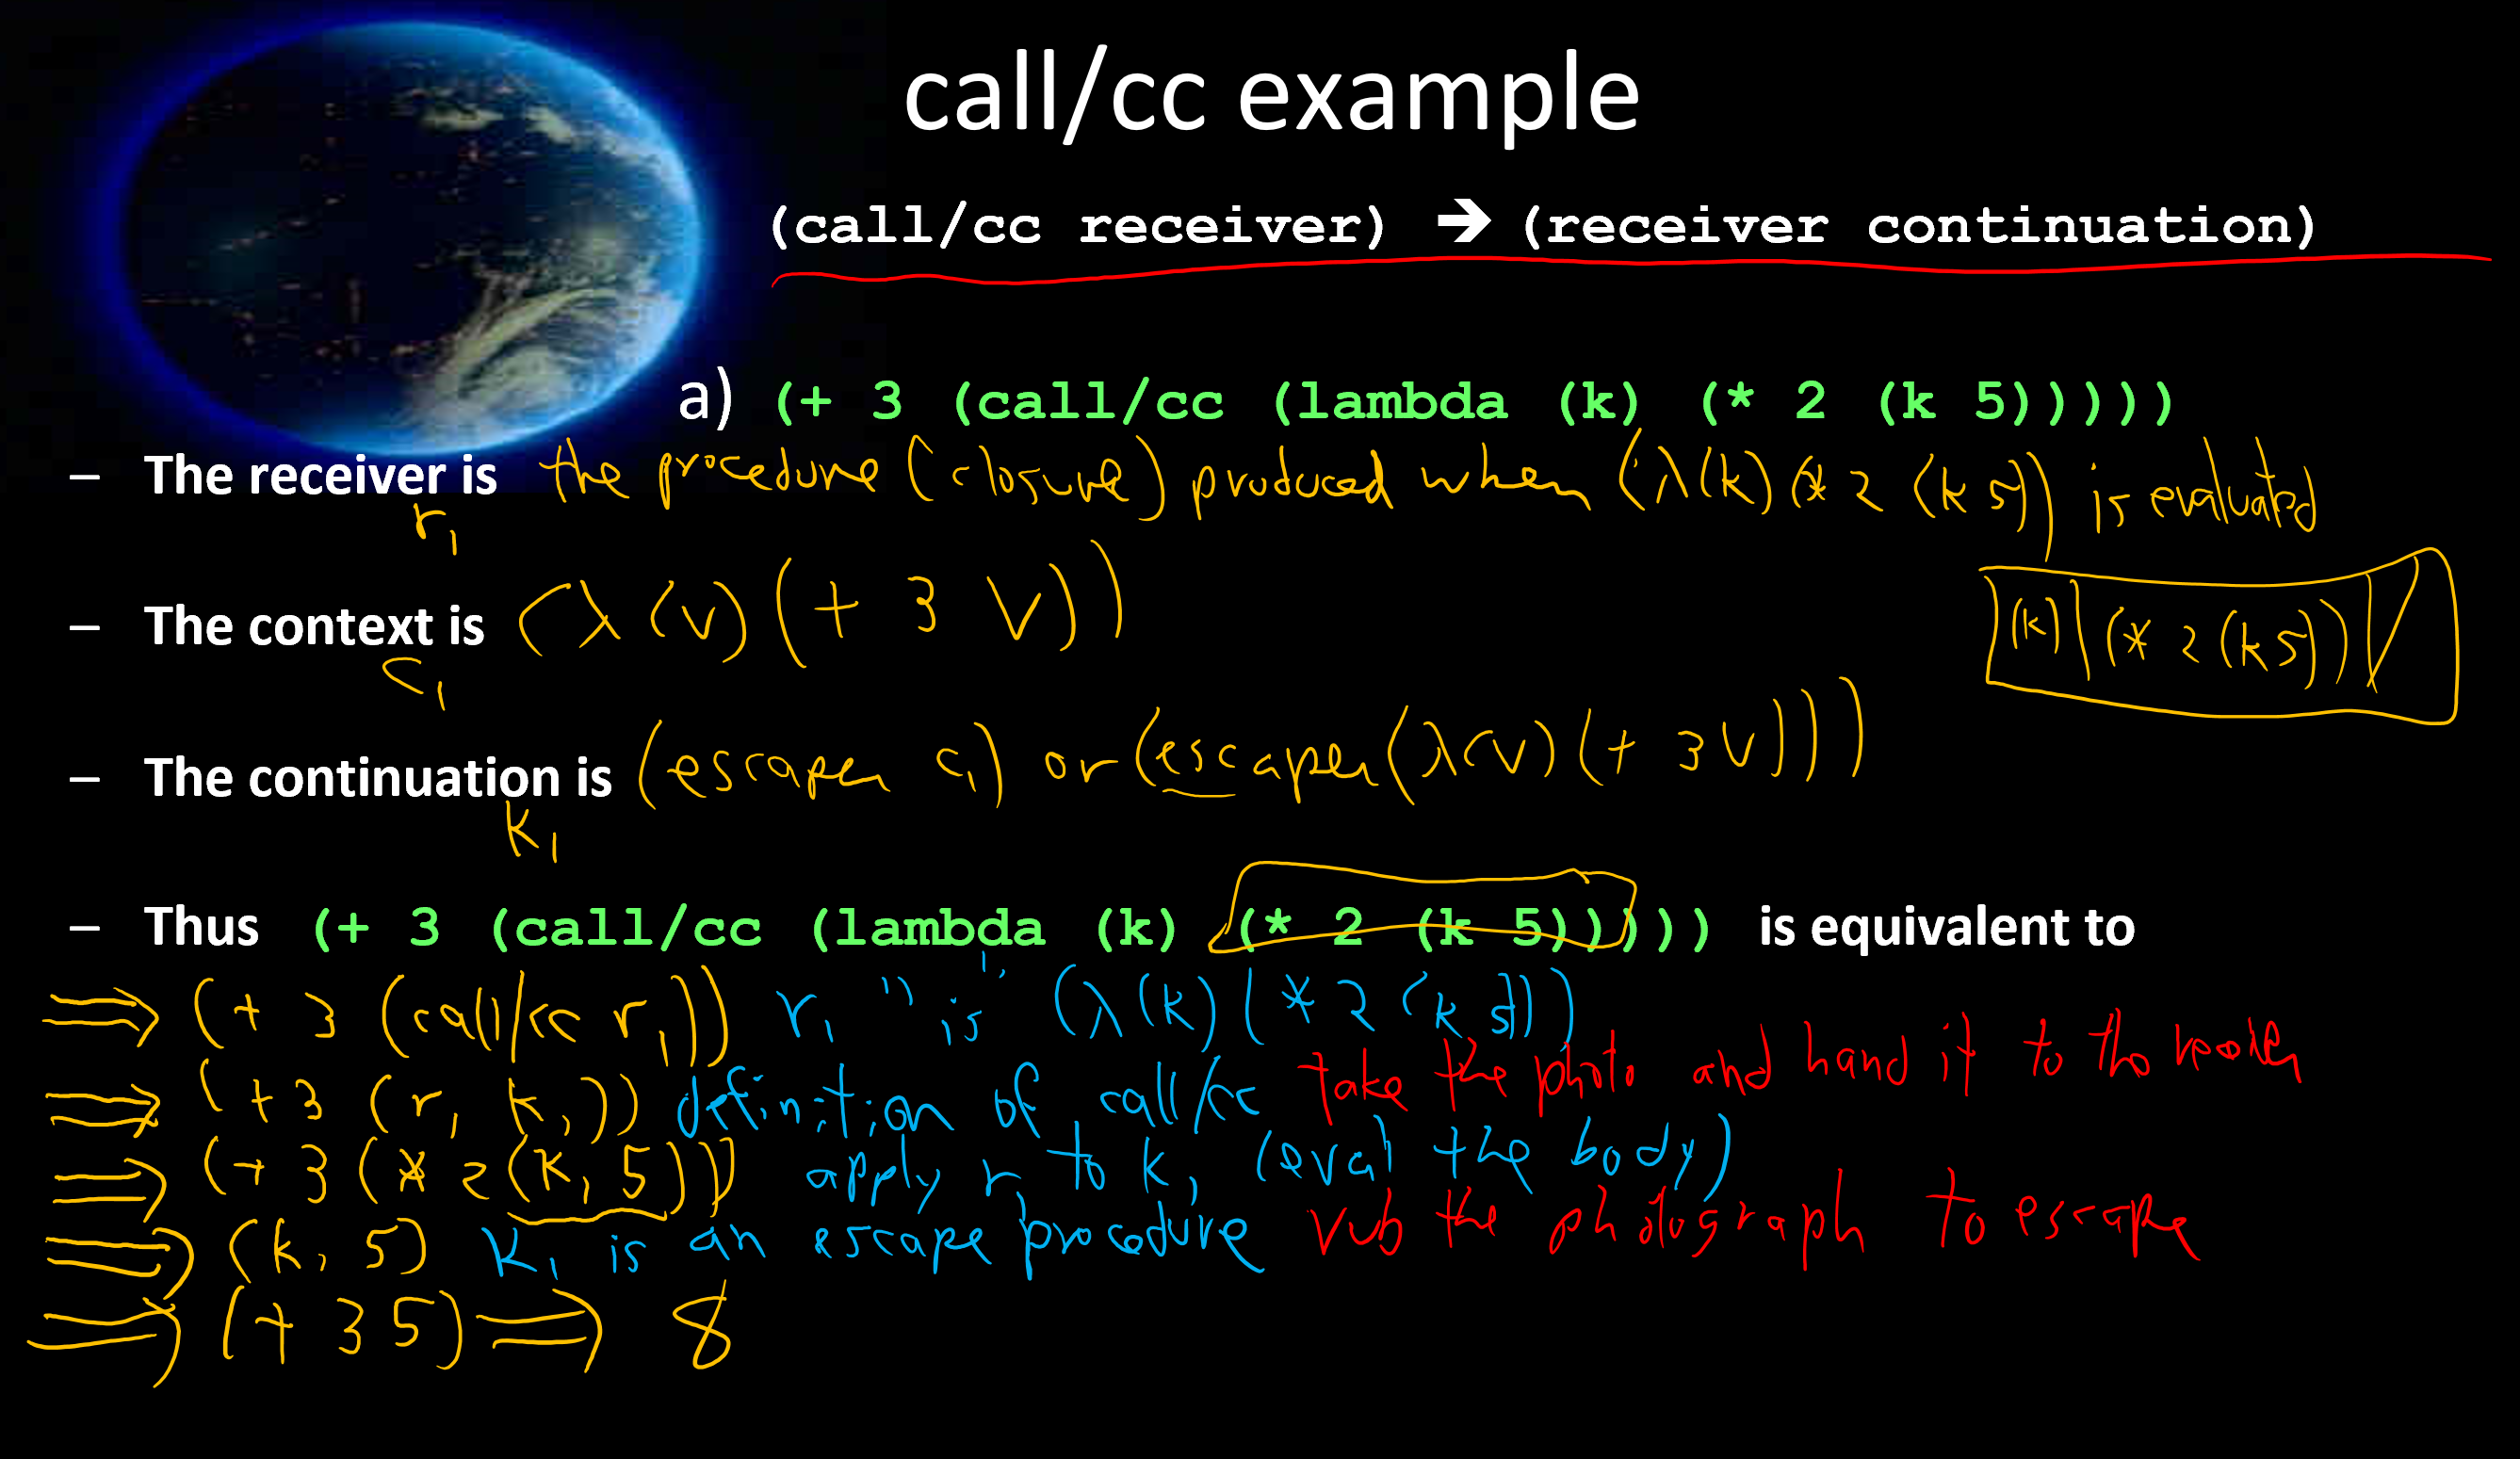 call/cc example
(call/cc receiver) → (receiver continuation)
a) (+ 3 (call/cc (lambda (k) (* 2 (k 5)))))
– The receiver is the procedure (closure) produced when (λ(k) (* 2 (k 5)) is evaluated
r₁
– The context is (λ (v) (+ 3 v))
c₁
(k) (* 2 (k 5))
– The continuation is (escaper c₁) or (escaper (λ(v) (+ 3 v)))
k₁
– Thus (+ 3 (call/cc (lambda (k) (* 2 (k 5))))) is equivalent to
⇒ (+ 3 (call/cc r₁)) r₁ "is" (λ(k) (* 2 (k 5)))
⇒ (+ 3 (r₁ k₁)) definition of call/cc take the photo and hand it to the
⇒ (+ 3 (* 2 (k₁ 5))) apply r₁ to k₁ (eval the body)
⇒ (k₁ 5) k₁ is an escape procedure rub the photograph to escape
⇒ (+ 3 5) ⇒ 8